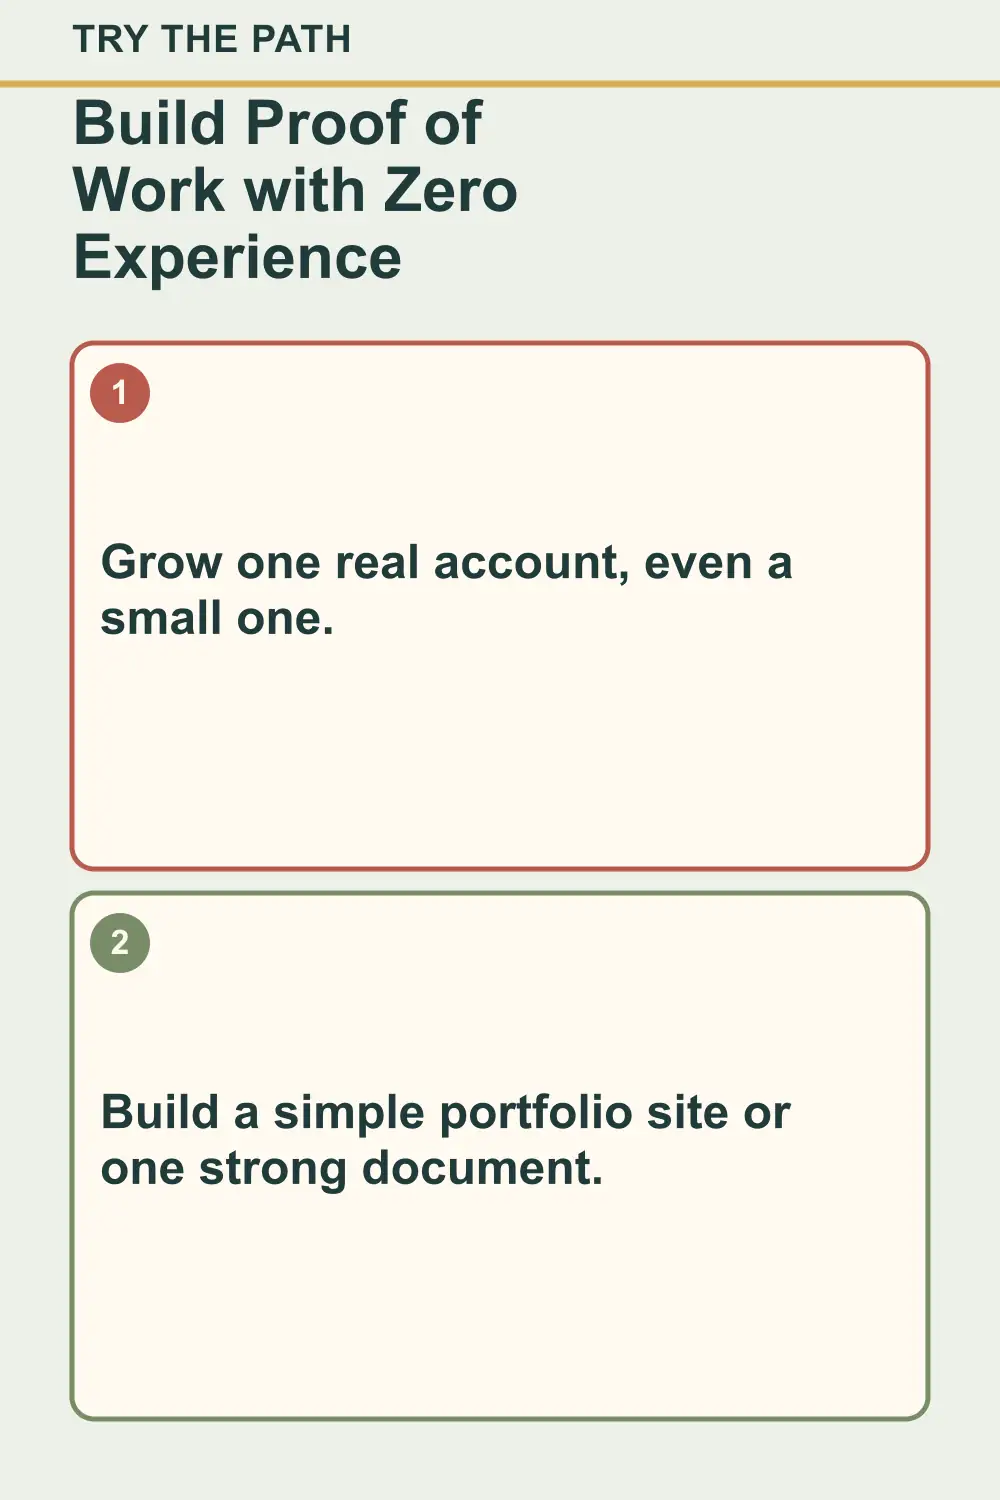 TRY THE PATH
Build Proof of
Work with Zero
Experience
1
Grow one real account, even a
small one.
2
Build a simple portfolio site or
one strong document.